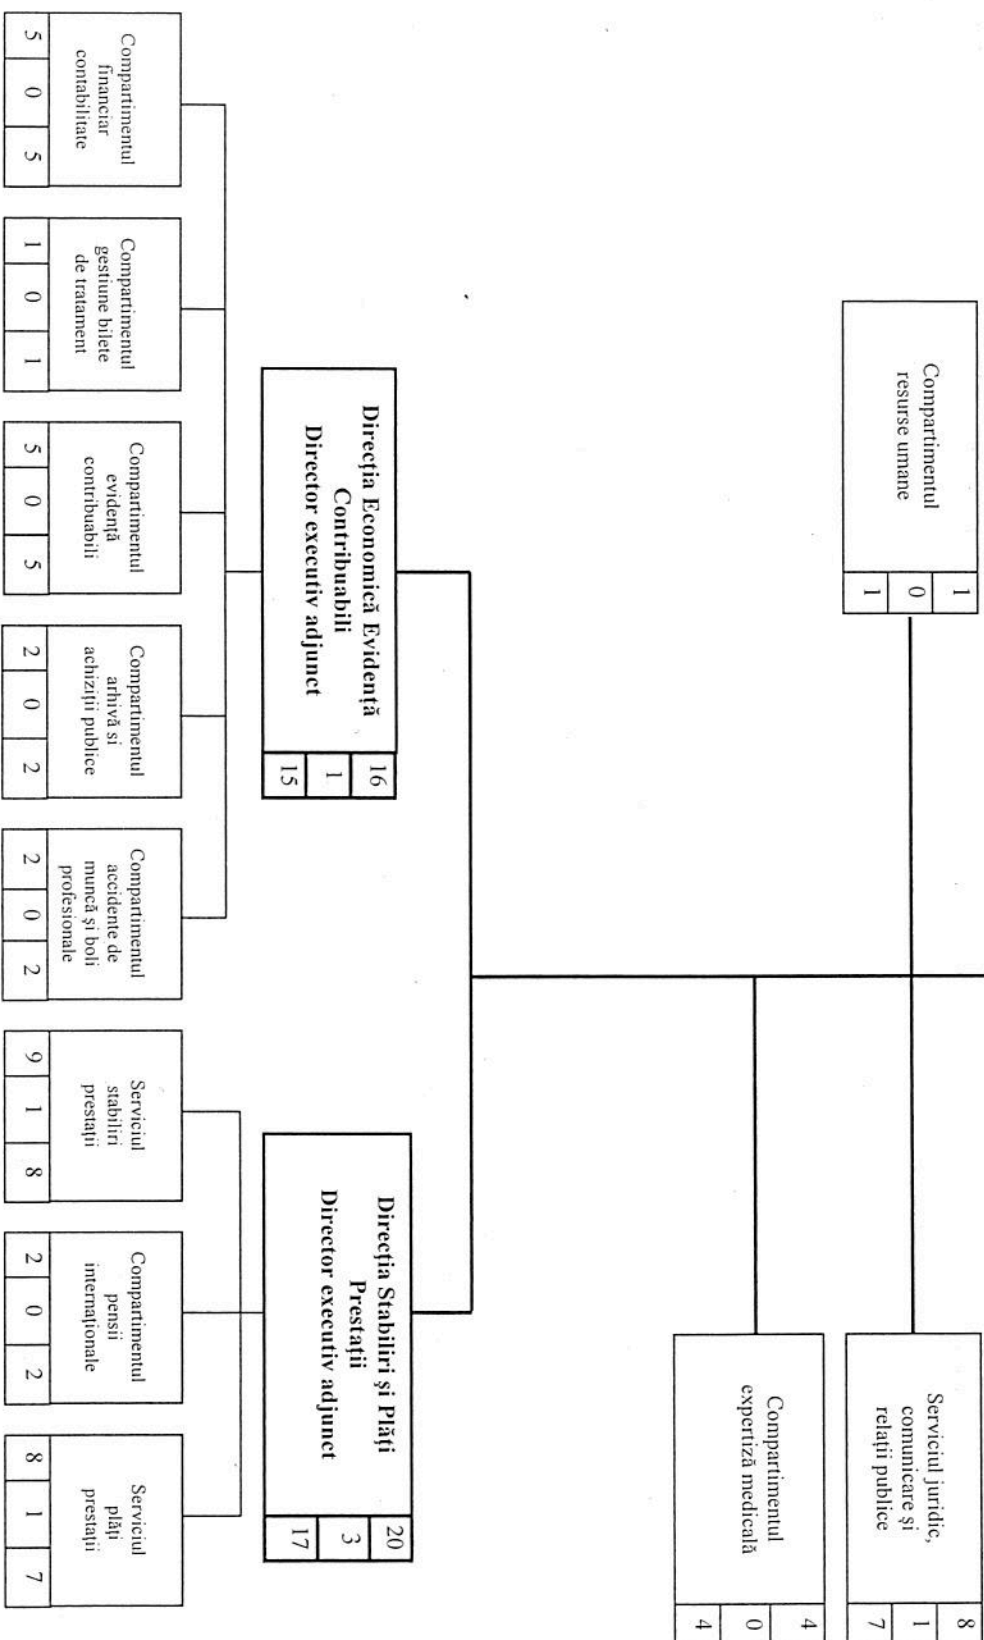 Compartimentul
resurse umane
1
0
1
Serviciul juridic,
comunicare și
relații publice
8
1
7
Compartimentul
expertiză medicală
4
0
4
Direcția Economică Evidență
Contribuabili
Director executiv adjunct
16
1
15
Direcția Stabiliri și Plăți
Prestații
Director executiv adjunct
20
3
17
Compartimentul
financiar
contabilitate
5 0 5
Compartimentul
gestiune bilete
de tratament
1 0 1
Compartimentul
evidență
contribuabili
5 0 5
Compartimentul
arhivă si
achiziții publice
2 0 2
Compartimentul
accidente de
muncă și boli
profesionale
2 0 2
Serviciul
stabiliri
prestații
9 1 8
Compartimentul
pensii
internaționale
2 0 2
Serviciul
plăți
prestații
8 1 7